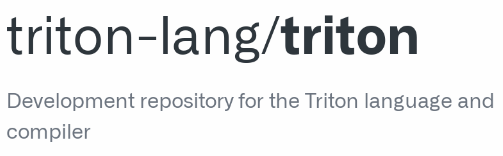 triton-lang/triton
Development repository for the Triton language and
compiler